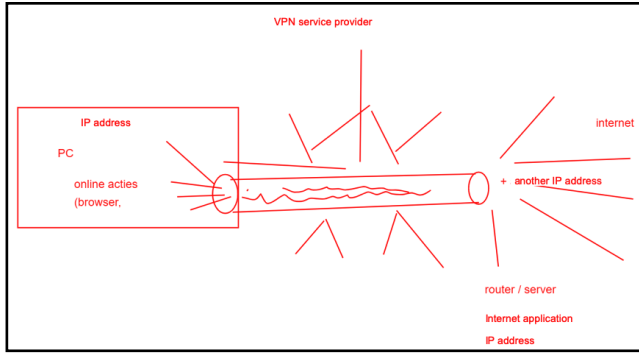 VPN service provider
IP address
PC
online acties
(browser,
internet
+ another IP address
router / server
Internet application
IP address